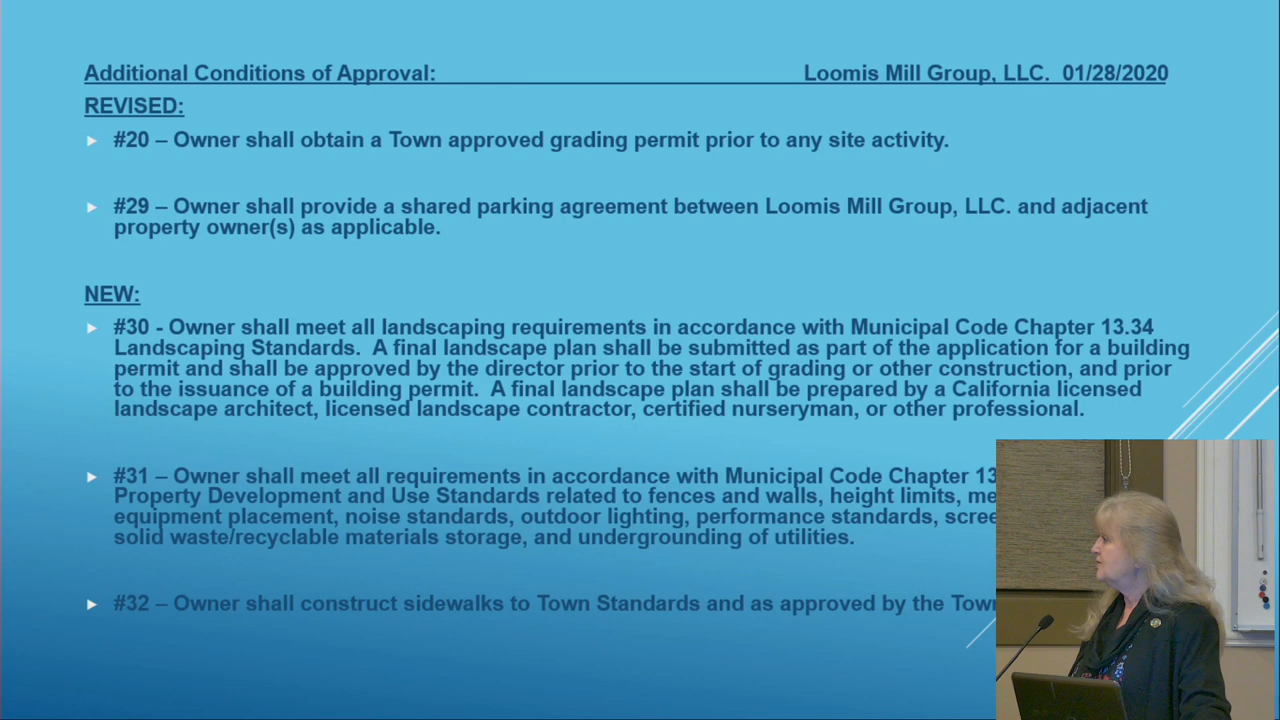 Additional Conditions of Approval: Loomis Mill Group, LLC. 01/28/2020
REVISED:
#20 – Owner shall obtain a Town approved grading permit prior to any site activity.
#29 – Owner shall provide a shared parking agreement between Loomis Mill Group, LLC. and adjacent
property owner(s) as applicable.
NEW:
#30 - Owner shall meet all landscaping requirements in accordance with Municipal Code Chapter 13.34
Landscaping Standards. A final landscape plan shall be submitted as part of the application for a building
permit and shall be approved by the director prior to the start of grading or other construction, and prior
to the issuance of a building permit. A final landscape plan shall be prepared by a California licensed
landscape architect, licensed landscape contractor, certified nurseryman, or other professional.
#31 – Owner shall meet all requirements in accordance with Municipal Code Chapter 13
Property Development and Use Standards related to fences and walls, height limits,
equipment placement, noise standards, outdoor lighting, performance standards,
solid waste/recyclable materials storage, and undergrounding of utilities.
#32 – Owner shall construct sidewalks to Town Standards and as approved by the Town